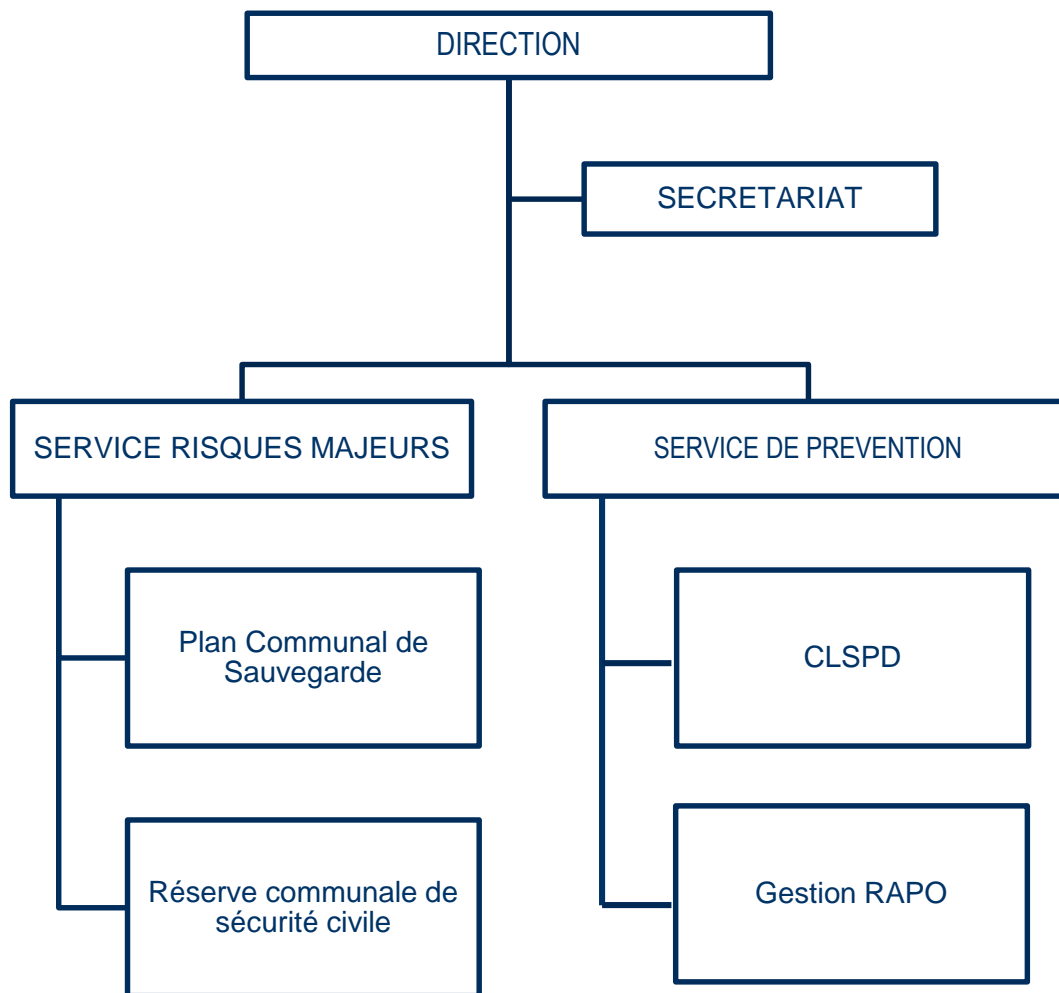 DIRECTION
SECRETARIAT
SERVICE RISQUES MAJEURS
SERVICE DE PREVENTION
Plan Communal de
Sauvegarde
CLSPD
Réserve communale de
sécurité civile
Gestion RAPO